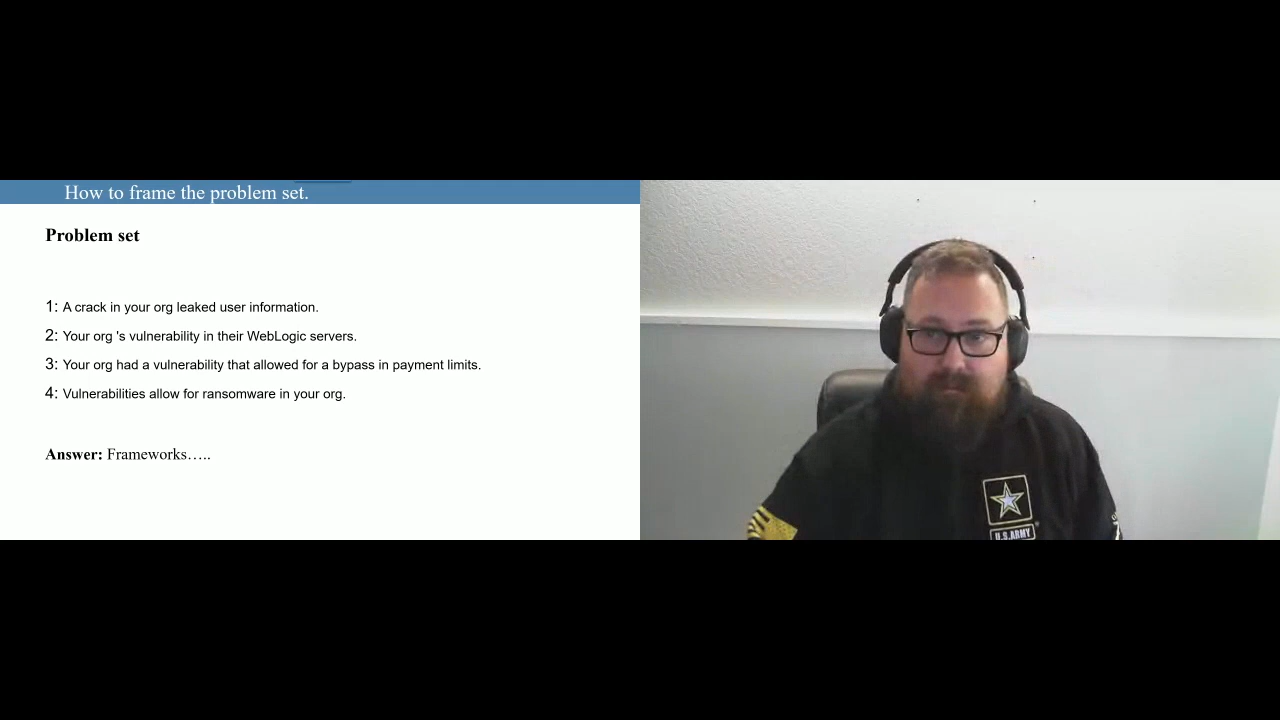 How to frame the problem set.
Problem set
1: A crack in your org leaked user information.
2: Your org 's vulnerability in their WebLogic servers.
3: Your org had a vulnerability that allowed for a bypass in payment limits.
4: Vulnerabilities allow for ransomware in your org.
Answer: Frameworks…..
U.S.ARMY